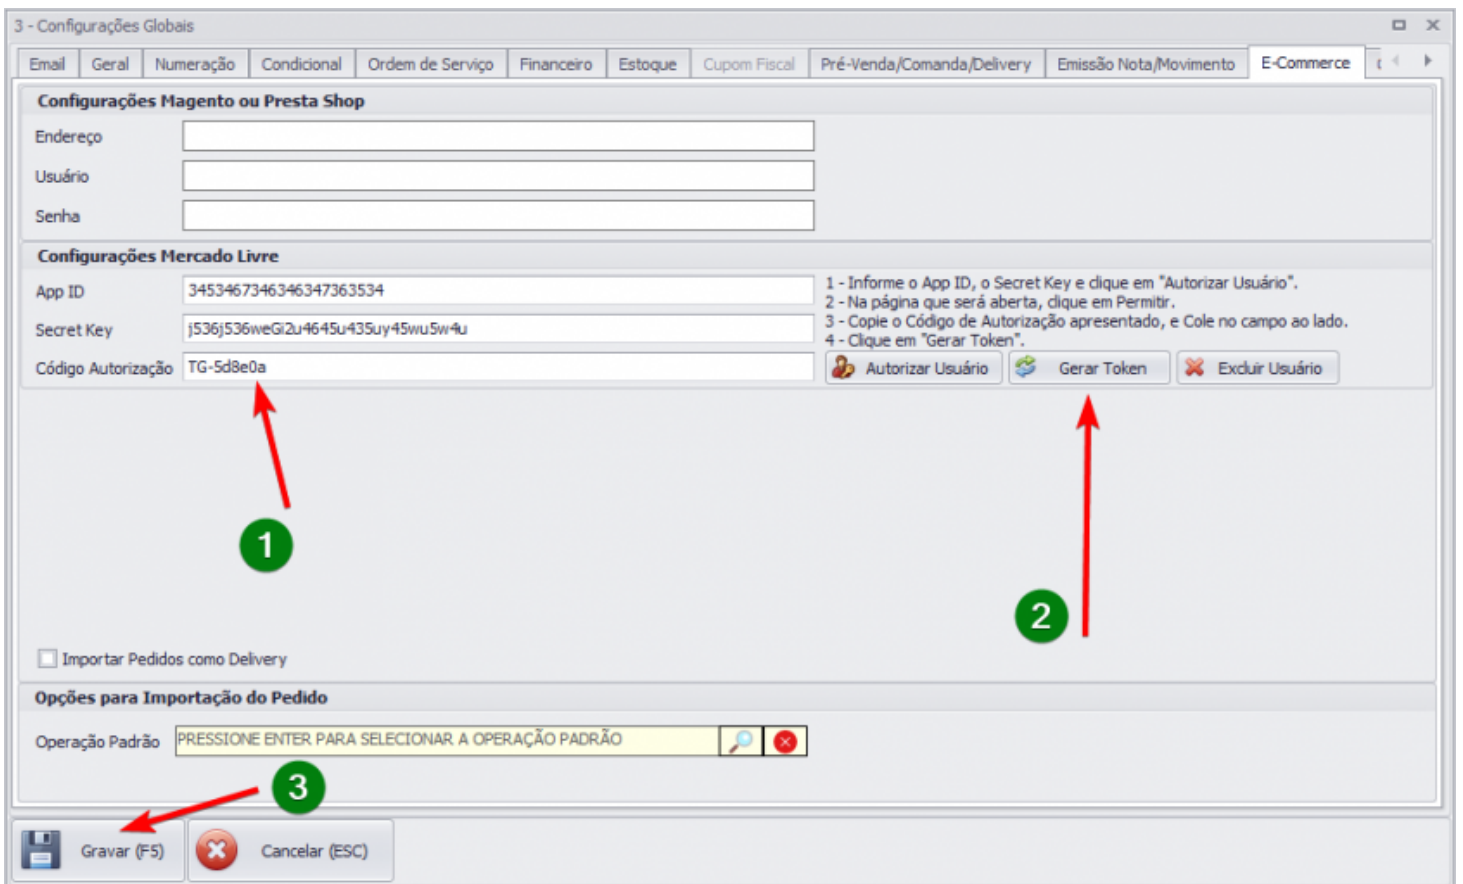 3 - Configurações Globais
Email Geral Numeração Condicional Ordem de Serviço Financeiro Estoque Cupom Fiscal Pré-Venda/Comanda/Delivery Emissão Nota/Movimento E-Commerce
Configurações Magento ou Presta Shop
Endereço
Usuário
Senha
Configurações Mercado Livre
App ID 3453467346346347363534
Secret Key j536j536weGi2u4645u435uy45wu5w4u
Código Autorização TG-5d8e0a
1 - Informe o App ID, o Secret Key e clique em "Autorizar Usuário".
2 - Na página que será aberta, clique em Permitir.
3 - Copie o Código de Autorização apresentado, e Cole no campo ao lado.
4 - Clique em "Gerar Token".
Autorizar Usuário Gerar Token Excluir Usuário
1
2
Importar Pedidos como Delivery
Opções para Importação do Pedido
Operação Padrão PRESSIONE ENTER PARA SELECIONAR A OPERAÇÃO PADRÃO
3
Gravar (F5) Cancelar (ESC)